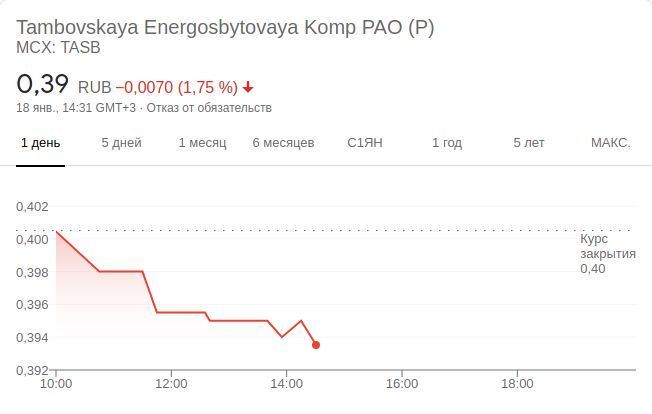 Tambovskaya Energosbytovaya Komp PAO (P)
MCX: TASB
0,39 RUB −0,0070 (1,75 %)
18 янв., 14:31 GMT+3 · Отказ от обязательств
1 день 5 дней 1 месяц 6 месяцев С1ЯН 1 год 5 лет МАКС.
0,402
0,400
Курс
закрытия
0,40
0,398
0,396
0,394
0,392
10:00 12:00 14:00 16:00 18:00